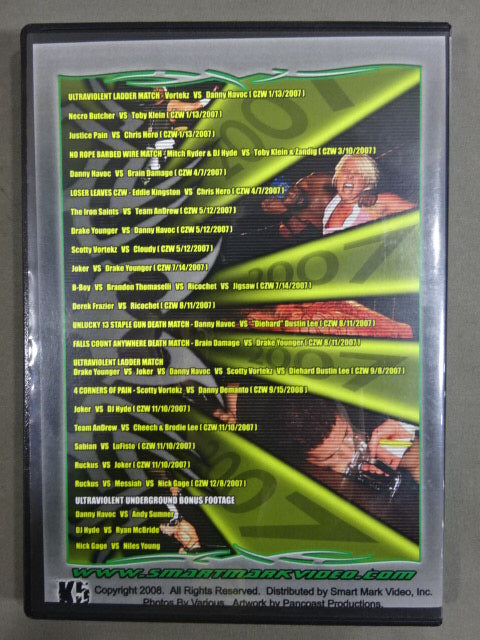 ULTRAVIOLENT LADDER MATCH - Vortekz VS Danny Havoc ( CZW 1/13/2007 )
Necro Butcher VS Toby Klein ( CZW 1/13/2007 )
Justice Pain VS Chris Hero ( CZW 1/13/2007 )
NO ROPE BARBED WIRE MATCH - Mitch Ryder & DJ Hyde VS Toby Klein & Zandig ( CZW 3/10/2007 )
Danny Havoc VS Brain Damage ( CZW 4/7/2007 )
LOSER LEAVES CZW - Eddie Kingston VS Chris Hero ( CZW 4/7/2007 )
The Iron Saints VS Team AnDrew ( CZW 5/12/2007 )
Drake Younger VS Danny Havoc ( CZW 5/12/2007 )
Scotty Vortekz VS Cloudy ( CZW 5/12/2007 )
Joker VS Drake Younger ( CZW 7/14/2007 )
B-Boy VS Brandon Thomaselli VS Ricochet VS Jigsaw ( CZW 7/14/2007 )
Derek Frazier VS Ricochet ( CZW 8/11/2007 )
UNLUCKY 13 STAPLE GUN DEATH MATCH - Danny Havoc VS "Diehard" Dustin Lee ( CZW 8/11/2007 )
FALLS COUNT ANYWHERE DEATH MATCH - Brain Damage VS Drake Younger ( CZW 8/11/2007 )
ULTRAVIOLENT LADDER MATCH
Drake Younger VS Joker VS Danny Havoc VS Scotty Vortekz VS Diehard Dustin Lee ( CZW 9/8/2007 )
4 CORNERS OF PAIN - Scotty Vortekz VS Danny Demanto ( CZW 9/15/2008 )
Joker VS DJ Hyde ( CZW 11/10/2007 )
Team AnDrew VS Cheech & Brodie Lee ( CZW 11/10/2007 )
Sabian VS LuFisto ( CZW 11/10/2007 )
Ruckus VS Joker ( CZW 11/10/2007 )
Ruckus VS Messiah VS Nick Gage ( CZW 12/8/2007 )
ULTRAVIOLENT UNDERGROUND BONUS FOOTAGE
Danny Havoc VS Andy Sumner
DJ Hyde VS Ryan McBride
Nick Gage VS Niles Young
WWW.SMARTMARKVIDEO.COM
Copyright 2008. All Rights Reserved. Distributed by Smart Mark Video, Inc.
Photos By Various. Artwork by Pancoast Productions.